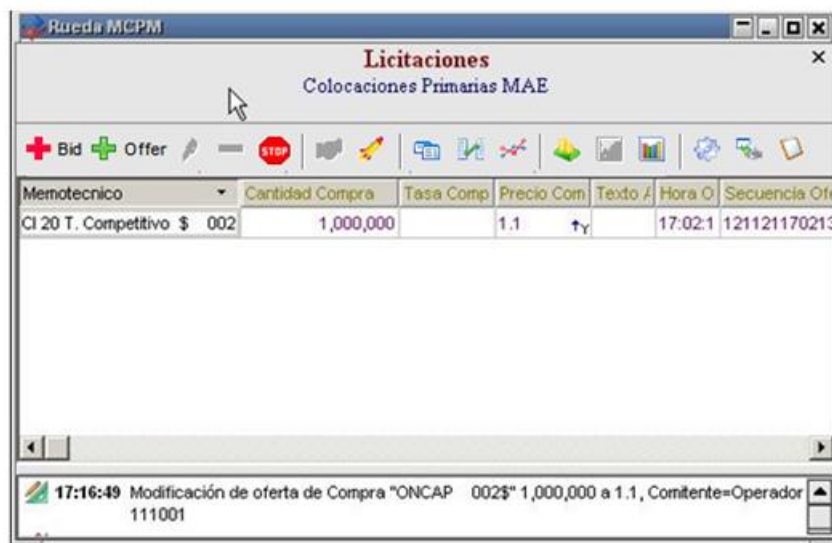 Rueda MCPM
Licitaciones
Colocaciones Primarias MAE
Bid Offer STOP
Memotecnico Cantidad Compra Tasa Comp Precio Com Texto Hora O Secuencia Ofe
CI 20 T. Competitivo $ 002 1,000,000 1.1 Y 17:02:1 121121170213
17:16:49 Modificación de oferta de Compra "ONCAP 002$" 1,000,000 a 1.1, Comitente=Operador
111001